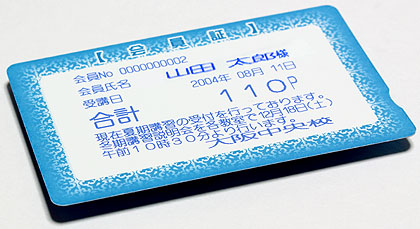 【会員証】
会員No 0000000002
会員氏名 山田 太郎様
受講日 2004年 08月 11日
合計 110P
現在夏期講習の受付を行っております。
冬期講習説明会を当教室で12月18日(土)
午前10時30分より行います。
大阪中央校